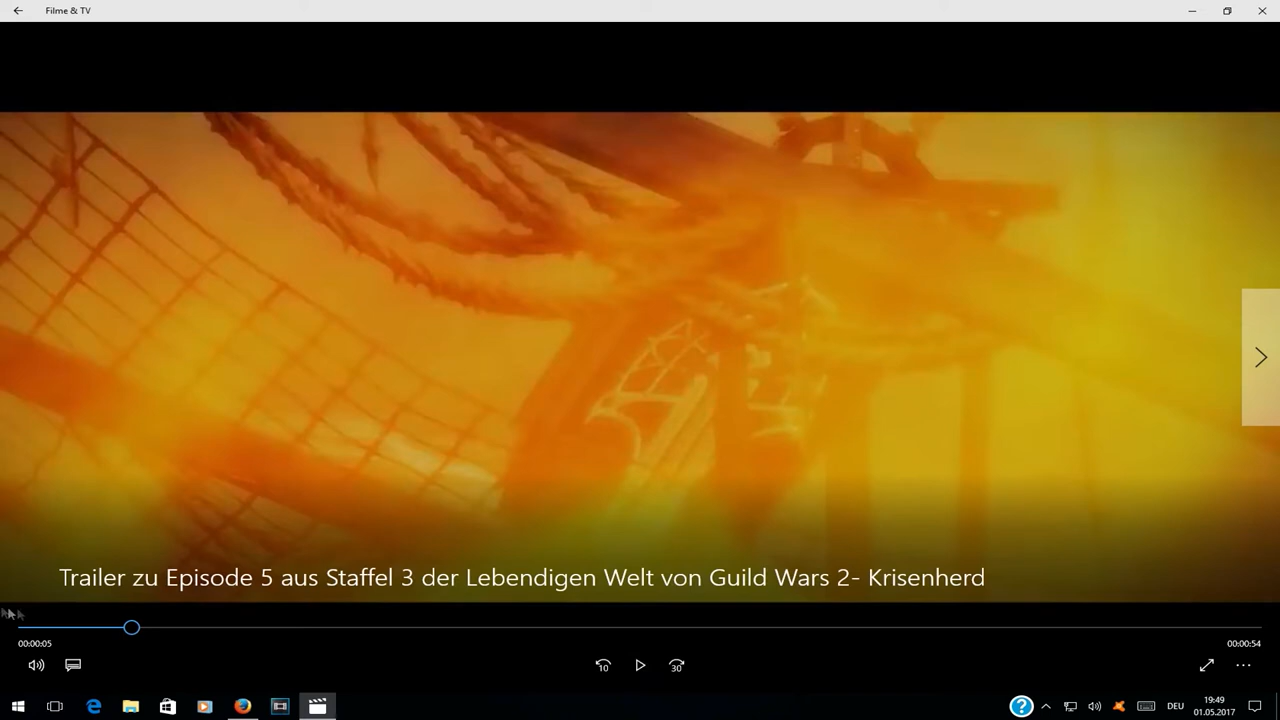 Filme & TV
Trailer zu Episode 5 aus Staffel 3 der Lebendigen Welt von Guild Wars 2- Krisenherd
00:00:05
00:00:54
10
30
DEU
19:49
01.05.2017